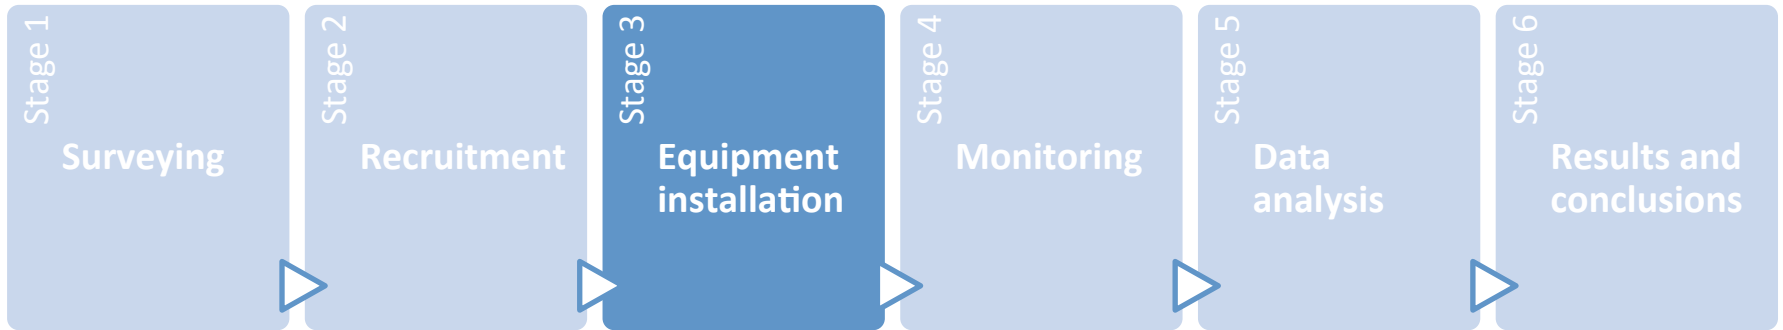 Stage 1
Surveying
Stage 2
Recruitment
Stage 3
Equipment
installation
Stage 4
Monitoring
Stage 5
Data
analysis
Stage 6
Results and
conclusions